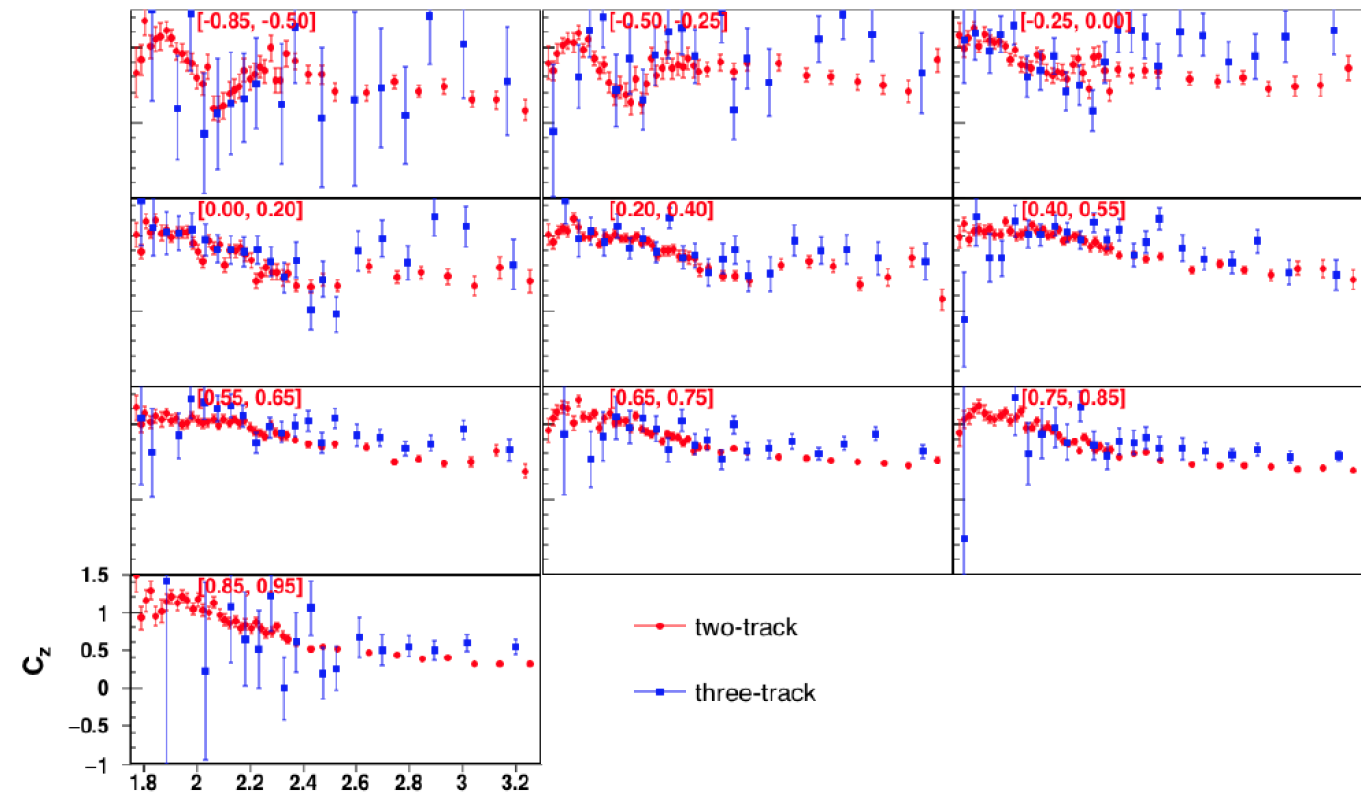 [-0.85, -0.50] [-0.50, -0.25] [-0.25, 0.00]
[0.00, 0.20] [0.20, 0.40] [0.40, 0.55]
[0.55, 0.65] [0.65, 0.75] [0.75, 0.85]
1.5 [0.85, 0.95]
1
0.5
0
−0.5
−1
Cz
1.8 2 2.2 2.4 2.6 2.8 3 3.2
two-track
three-track